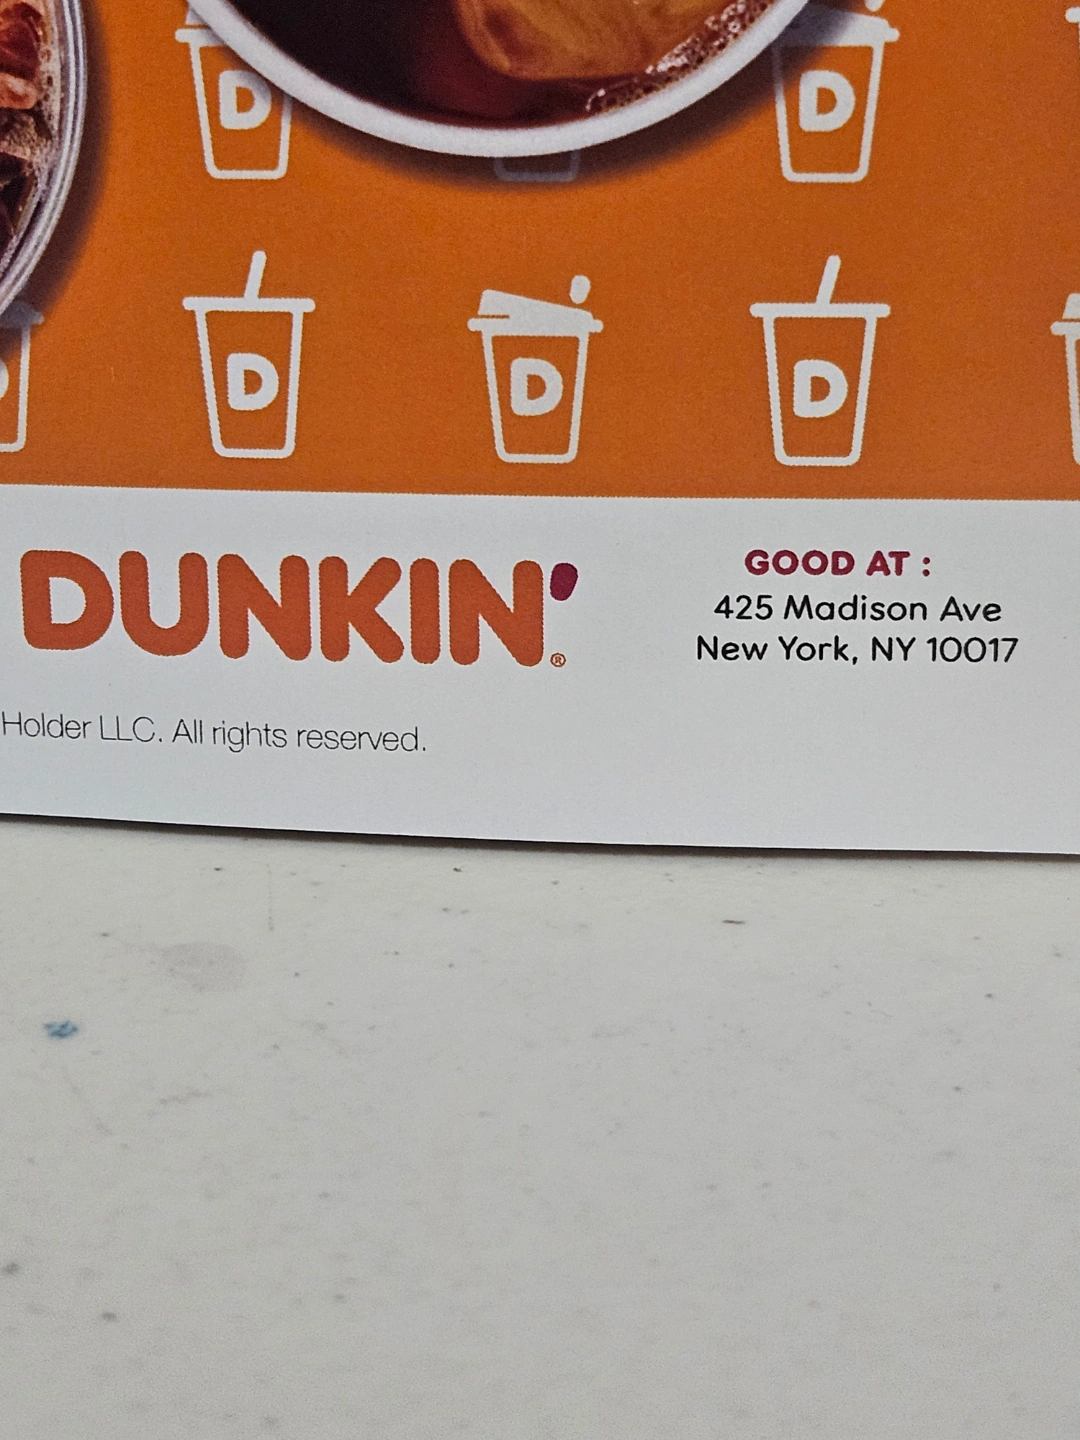 D
D
D
D
D
DUNKIN'®
GOOD AT :
425 Madison Ave
New York, NY 10017
Holder LLC. All rights reserved.